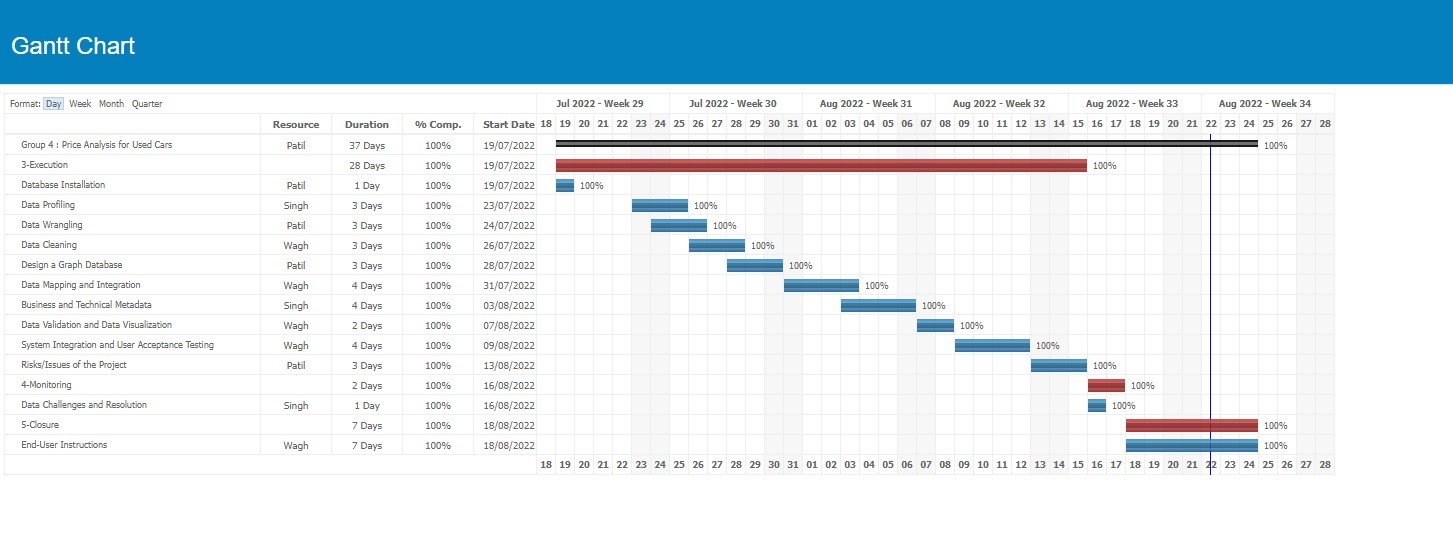 Gantt Chart
Format: Day Week Month Quarter Jul 2022 - Week 29 Jul 2022 - Week 30 Aug 2022 - Week 31 Aug 2022 - Week 32 Aug 2022 - Week 33 Aug 2022 - Week 34
Resource Duration % Comp. Start Date 18 19 20 21 22 23 24 25 26 27 28 29 30 31 01 02 03 04 05 06 07 08 09 10 11 12 13 14 15 16 17 18 19 20 21 22 23 24 25 26 27 28
Group 4 : Price Analysis for Used Cars Patil 37 Days 100% 19/07/2022 100%
3-Execution 28 Days 100% 19/07/2022 100%
Database Installation Patil 1 Day 100% 19/07/2022 100%
Data Profiling Singh 3 Days 100% 23/07/2022 100%
Data Wrangling Patil 3 Days 100% 24/07/2022 100%
Data Cleaning Wagh 3 Days 100% 26/07/2022 100%
Design a Graph Database Patil 3 Days 100% 28/07/2022 100%
Data Mapping and Integration Wagh 4 Days 100% 31/07/2022 100%
Business and Technical Metadata Singh 4 Days 100% 03/08/2022 100%
Data Validation and Data Visualization Wagh 2 Days 100% 07/08/2022 100%
System Integration and User Acceptance Testing Wagh 4 Days 100% 09/08/2022 100%
Risks/Issues of the Project Patil 3 Days 100% 13/08/2022 100%
4-Monitoring 2 Days 100% 16/08/2022 100%
Data Challenges and Resolution Singh 1 Day 100% 16/08/2022 100%
5-Closure 7 Days 100% 18/08/2022 100%
End-User Instructions Wagh 7 Days 100% 18/08/2022 100%
18 19 20 21 22 23 24 25 26 27 28 29 30 31 01 02 03 04 05 06 07 08 09 10 11 12 13 14 15 16 17 18 19 20 21 22 23 24 25 26 27 28